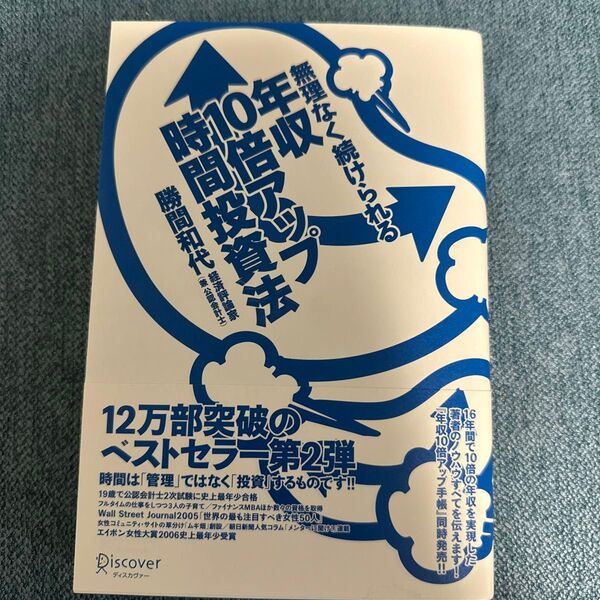 無理なく続けられる
年収
10倍アップ
時間投資法
勝間和代
経済評論家
(兼 公認会計士)
12万部突破の
ベストセラー第2弾
時間は「管理」ではなく「投資」するものです!!
19歳で公認会計士2次試験に史上最年少合格
フルタイムの仕事をしつつ3人の子育て/ファイナンスMBAほか数々の資格を取得
Wall Street Journal2005「世界の最も注目すべき女性50人」
女性コミュニティ・サイトの草分け「ムギ畑」創設/朝日新聞人気コラム「メンターに聞け!」連載
エイボン女性大賞2006史上最年少受賞
16年間で10倍の年収を実現した
著者のノウハウすべてを伝えます!
『年収10倍アップ手帳』同時発売!!
Discover
ディスカヴァー